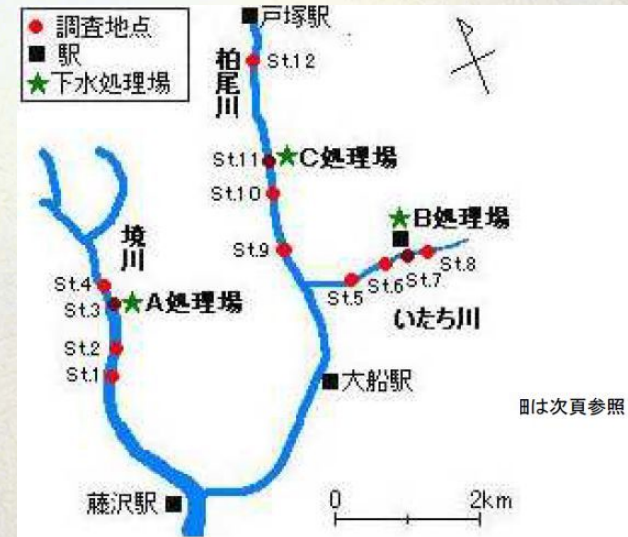 調査地点
駅
下水処理場
戸塚駅
柏尾川
St.12
St.11
C処理場
St.10
B処理場
St.9
St.8
St.7
St.6
St.5
いたち川
境川
St.4
St.3
A処理場
St.2
St.1
大船駅
は次頁参照
藤沢駅
0
2km